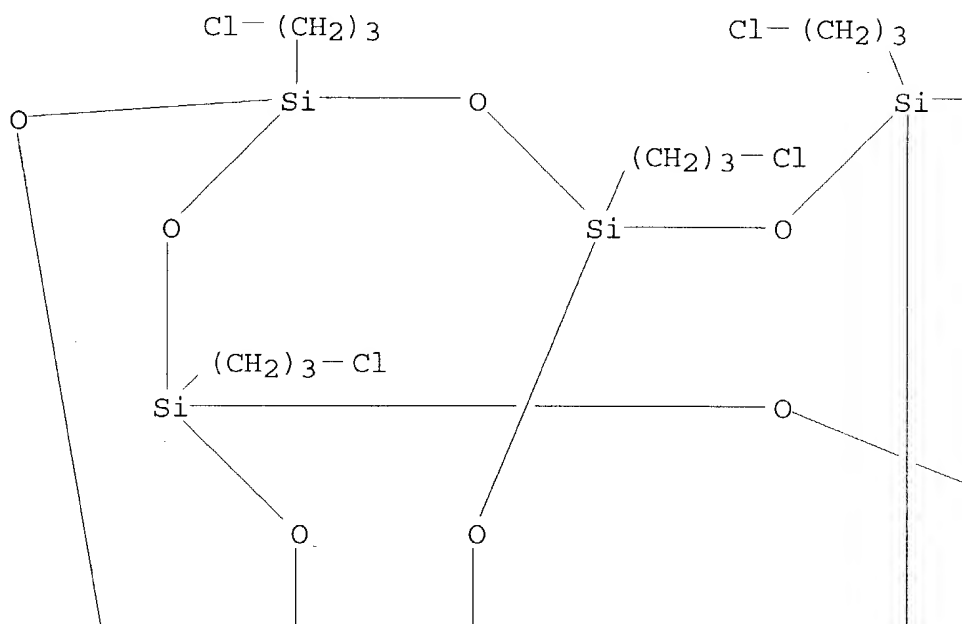 Cl—(CH2)3 Cl—(CH2)3
O Si O Si
(CH2)3—Cl
O Si O
(CH2)3—Cl
Si O
O O